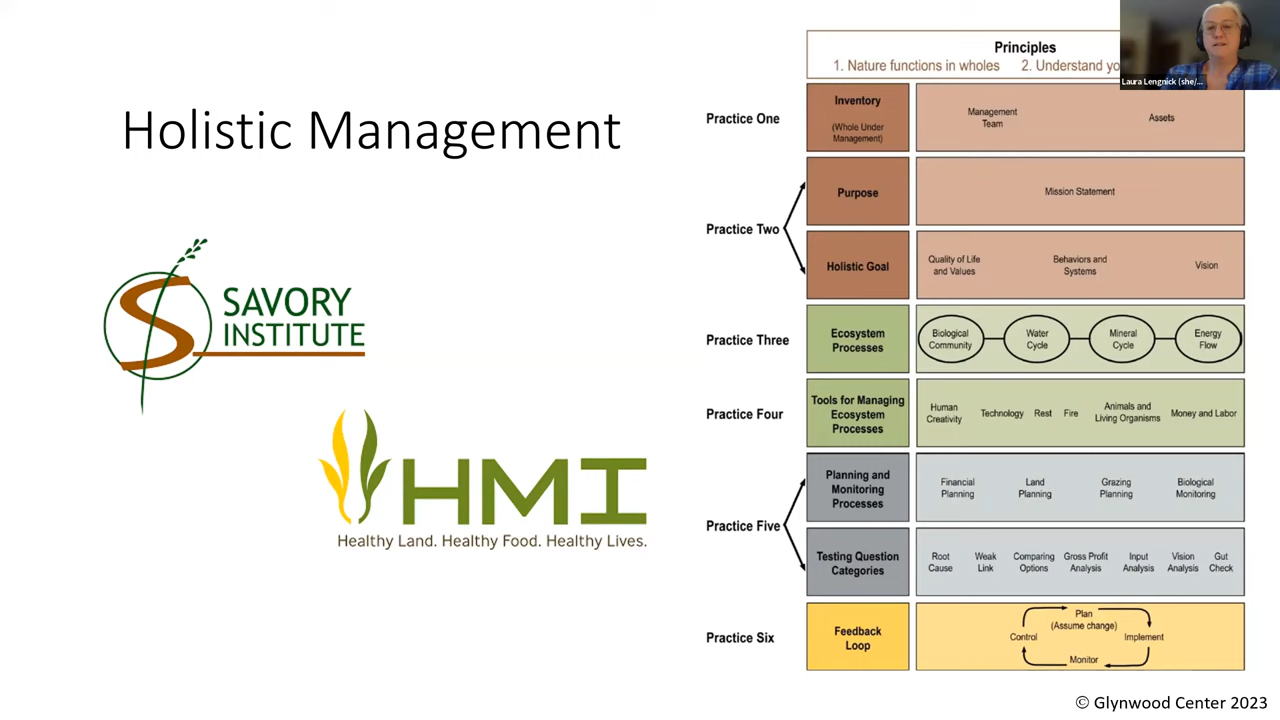 Holistic Management
SAVORY
INSTITUTE
HMI
Healthy Land. Healthy Food. Healthy Lives.
Principles
1. Nature functions in wholes 2. Understand yo
Laura Lengnick (she/...
Practice One
Inventory
(Whole Under
Management)
Management
Team
Assets
Practice Two
Purpose
Mission Statement
Holistic Goal
Quality of Life
and Values
Behaviors and
Systems
Vision
Practice Three
Ecosystem
Processes
Biological
Community
Water
Cycle
Mineral
Cycle
Energy
Flow
Practice Four
Tools for Managing
Ecosystem
Processes
Human
Creativity
Technology
Rest
Fire
Animals and
Living Organisms
Money and Labor
Practice Five
Planning and
Monitoring
Processes
Financial
Planning
Land
Planning
Grazing
Planning
Biological
Monitoring
Testing Question
Categories
Root
Cause
Weak
Link
Comparing
Options
Gross Profit
Analysis
Input
Analysis
Vision
Analysis
Gut
Check
Practice Six
Feedback
Loop
Plan
(Assume change)
Control
Implement
Monitor
© Glynwood Center 2023